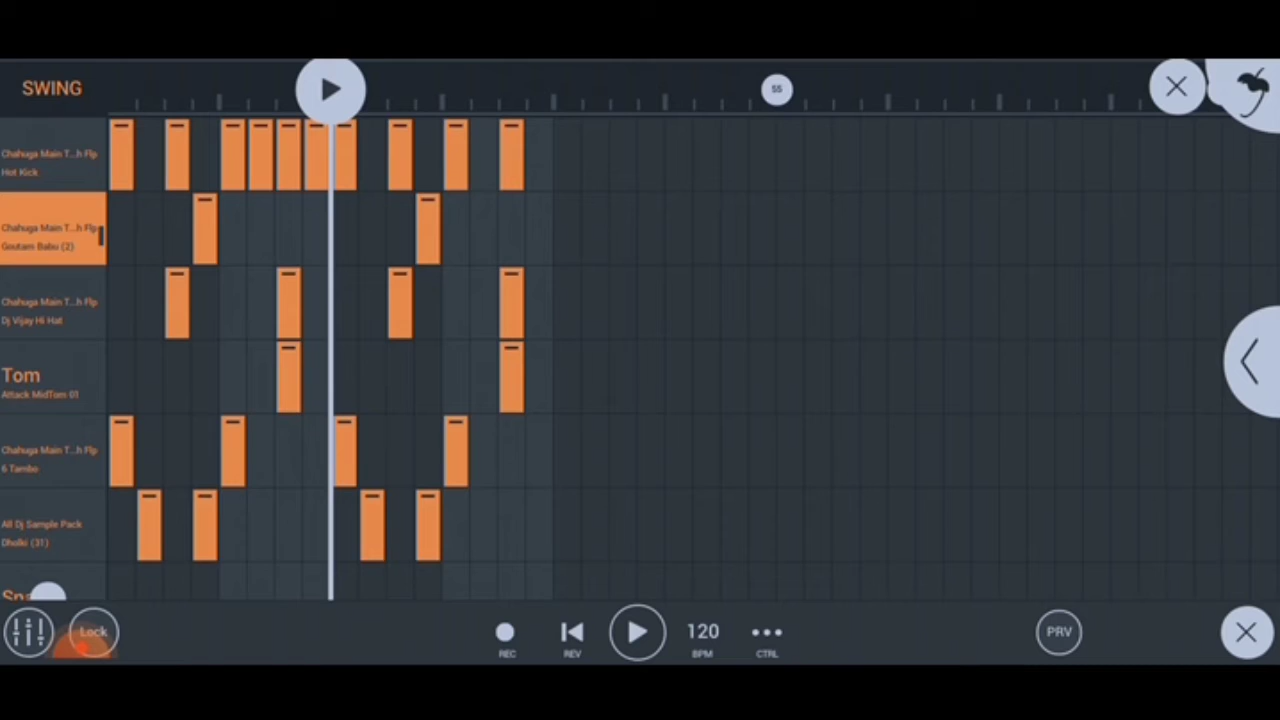 SWING
55
Chahuga Main T...h Flp
Hot Kick
Chahuga Main T...h Flp
Goutam Babu (2)
Chahuga Main T...h Flp
Dj Vijay Hi Hat
Tom
Attack MidTom 01
Chahuga Main T...h Flp
6 Tambo
All Dj Sample Pack
Dholki (31)
Lock
REC
REV
120
BPM
CTRL
PRV